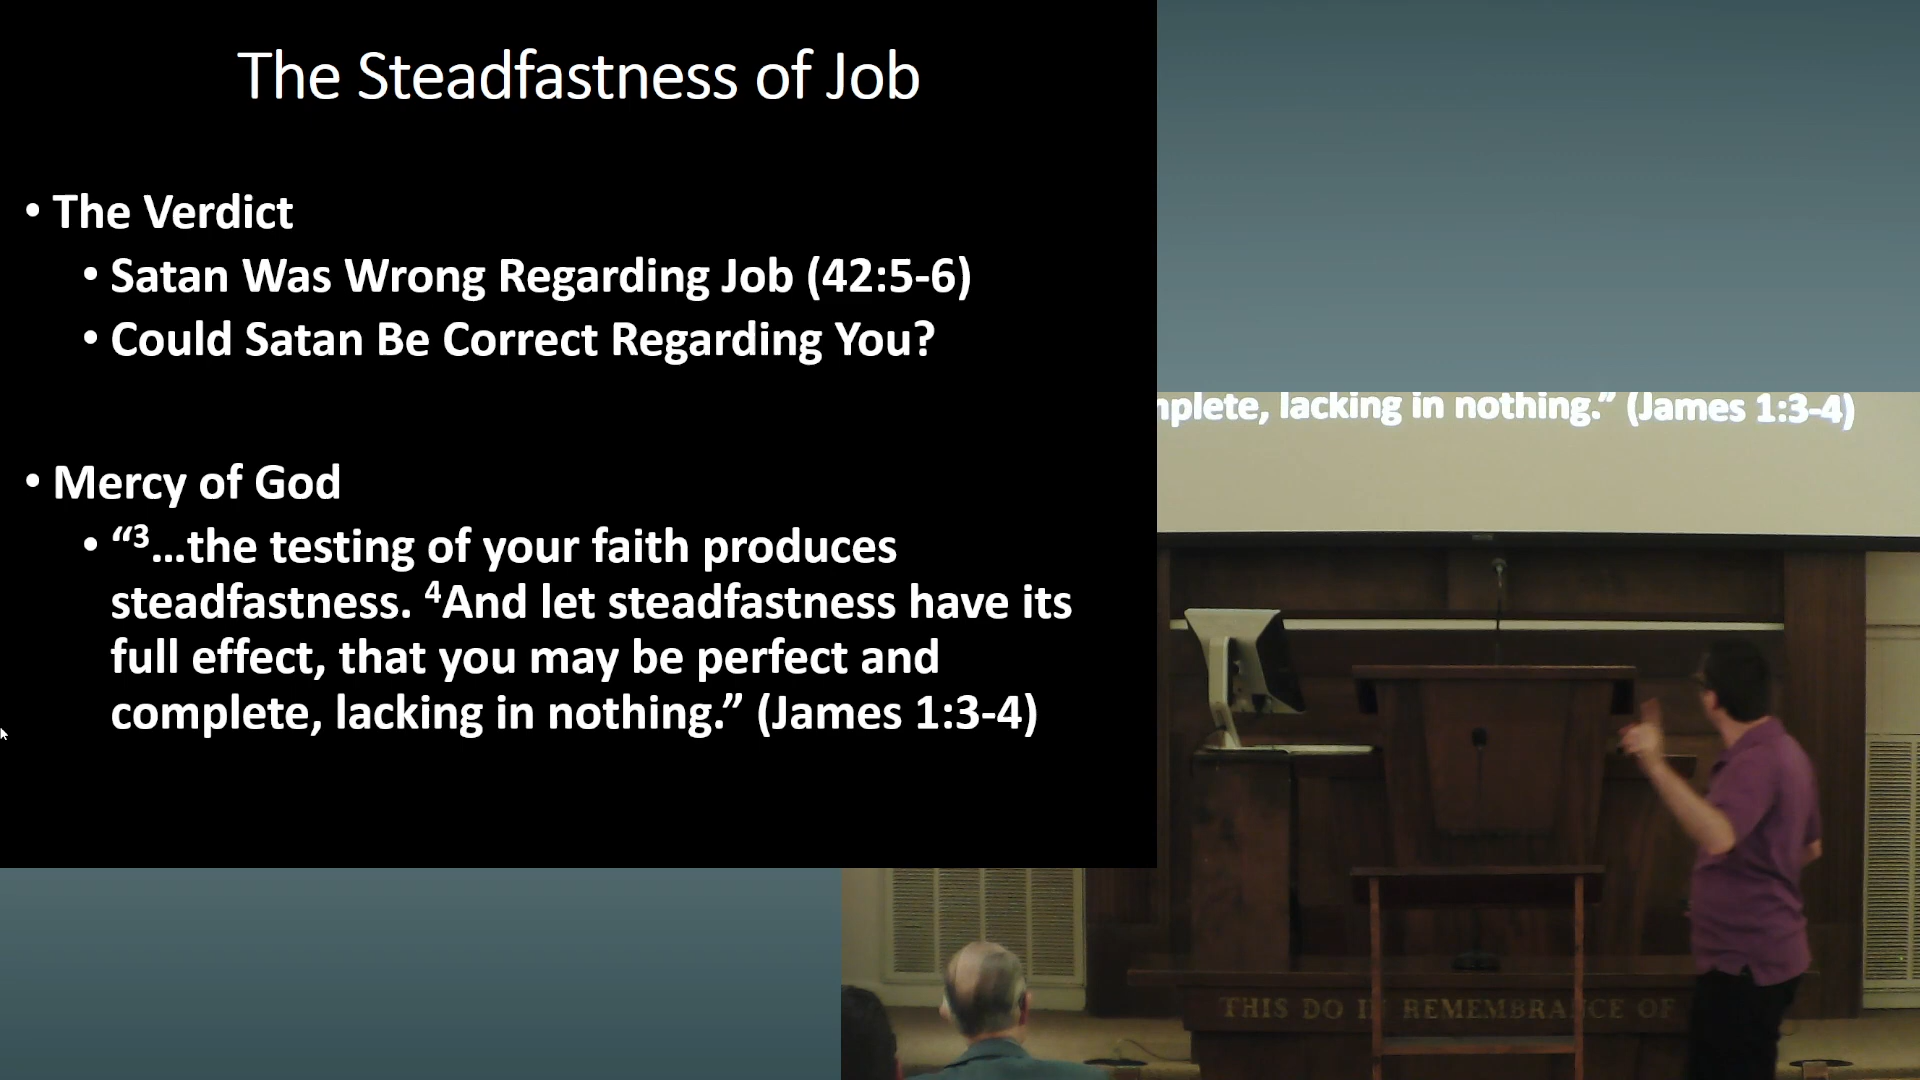 The Steadfastness of Job
• The Verdict
• Satan Was Wrong Regarding Job (42:5-6)
• Could Satan Be Correct Regarding You?
• Mercy of God
• “3…the testing of your faith produces
steadfastness. 4And let steadfastness have its
full effect, that you may be perfect and
complete, lacking in nothing.” (James 1:3-4)
mplete, lacking in nothing.” (James 1:3-4)
THIS DO IN REMEMBRANCE OF